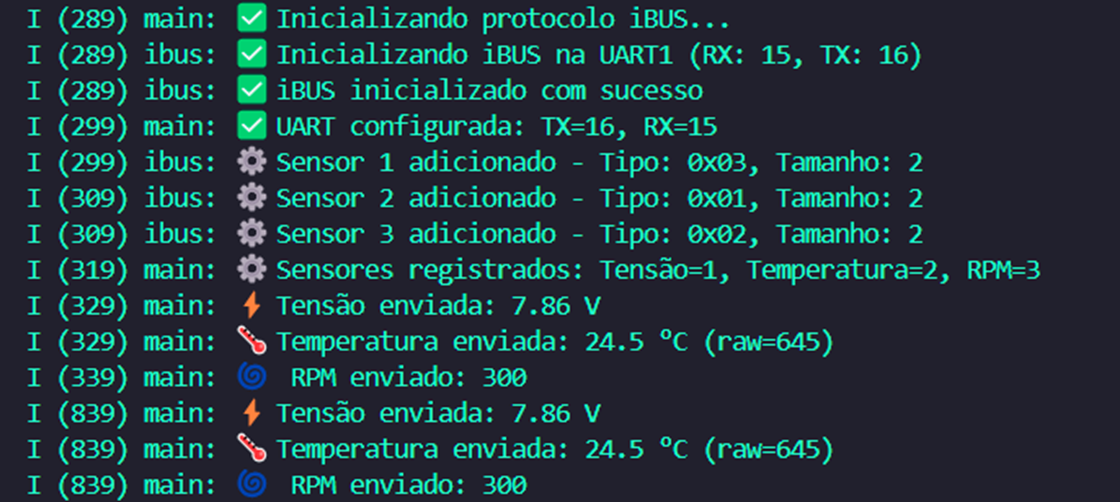 I (289) main: ✅ Inicializando protocolo iBUS...
I (289) ibus: ✅ Inicializando iBUS na UART1 (RX: 15, TX: 16)
I (289) ibus: ✅ iBUS inicializado com sucesso
I (299) main: ✅ UART configurada: TX=16, RX=15
I (299) ibus: ⚙️ Sensor 1 adicionado - Tipo: 0x03, Tamanho: 2
I (309) ibus: ⚙️ Sensor 2 adicionado - Tipo: 0x01, Tamanho: 2
I (309) ibus: ⚙️ Sensor 3 adicionado - Tipo: 0x02, Tamanho: 2
I (319) main: ⚙️ Sensores registrados: Tensão=1, Temperatura=2, RPM=3
I (329) main: ⚡ Tensão enviada: 7.86 V
I (329) main: 🌡️ Temperatura enviada: 24.5 ºC (raw=645)
I (339) main: 🌀 RPM enviado: 300
I (839) main: ⚡ Tensão enviada: 7.86 V
I (839) main: 🌡️ Temperatura enviada: 24.5 ºC (raw=645)
I (839) main: 🌀 RPM enviado: 300